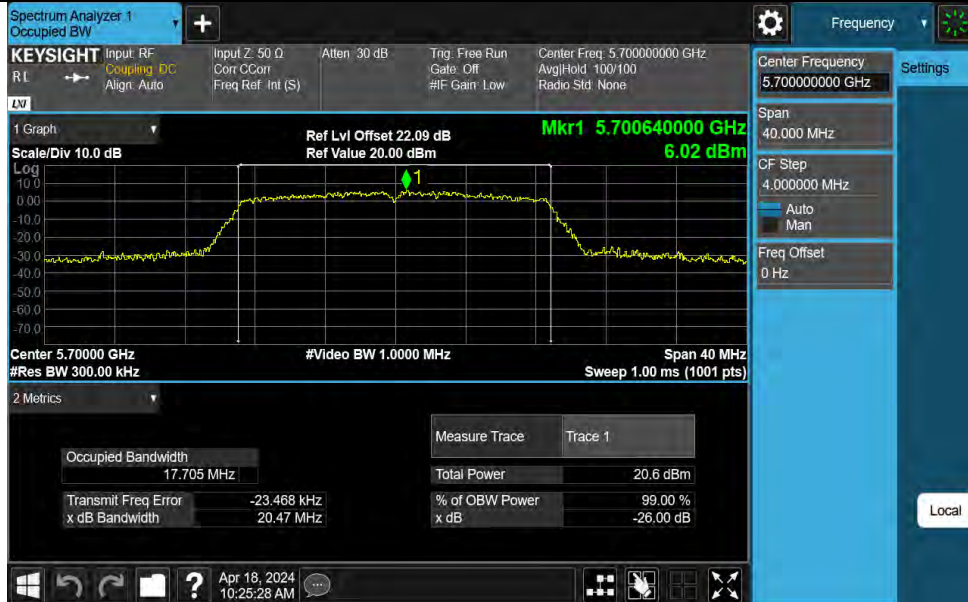 Spectrum Analyzer 1
Occupied BW
+
Frequency
KEYSIGHT
RL
LXI
Input: RF
Coupling: DC
Align: Auto
Input Z: 50 Ω
Corr CCorr
Freq Ref: Int (S)
Atten: 30 dB
Trig: Free Run
Gate: Off
#IF Gain: Low
Center Freq: 5.700000000 GHz
Avg|Hold: 100/100
Radio Std: None
1 Graph
Scale/Div 10.0 dB
Ref Lvl Offset 22.09 dB
Ref Value 20.00 dBm
Mkr1 5.700640000 GHz
6.02 dBm
Log
10.0
0.00
-10.0
-20.0
-30.0
-40.0
-50.0
-60.0
-70.0
1
Center 5.70000 GHz
#Res BW 300.00 kHz
#Video BW 1.0000 MHz
Span 40 MHz
Sweep 1.00 ms (1001 pts)
2 Metrics
Occupied Bandwidth
17.705 MHz
Transmit Freq Error -23.468 kHz
x dB Bandwidth 20.47 MHz
Measure Trace Trace 1
Total Power 20.6 dBm
% of OBW Power 99.00 %
x dB -26.00 dB
?
Apr 18, 2024
10:25:28 AM
Center Frequency
5.700000000 GHz
Span
40.000 MHz
CF Step
4.000000 MHz
Auto
Man
Freq Offset
0 Hz
Settings
Local